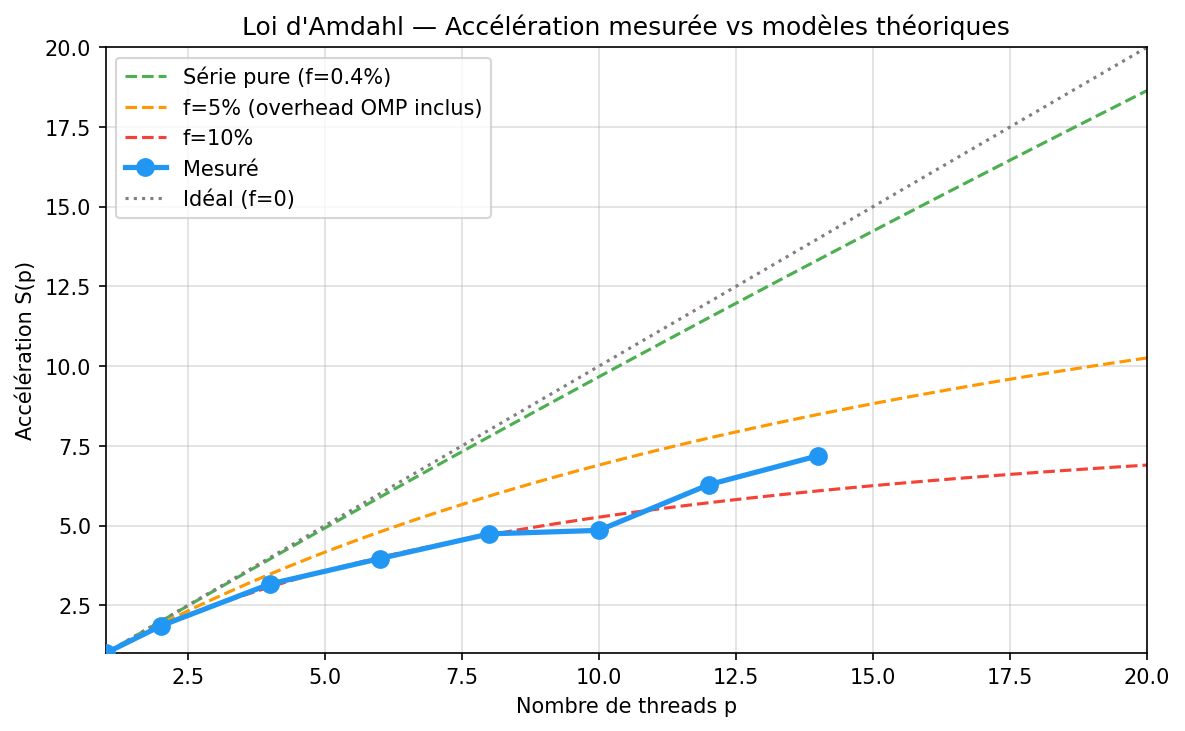 Loi d'Amdahl — Accélération mesurée vs modèles théoriques
Série pure (f=0.4%)
f=5% (overhead OMP inclus)
f=10%
Mesuré
Idéal (f=0)
Accélération S(p)
20.0
17.5
15.0
12.5
10.0
7.5
5.0
2.5
2.5
5.0
7.5
10.0
12.5
15.0
17.5
20.0
Nombre de threads p